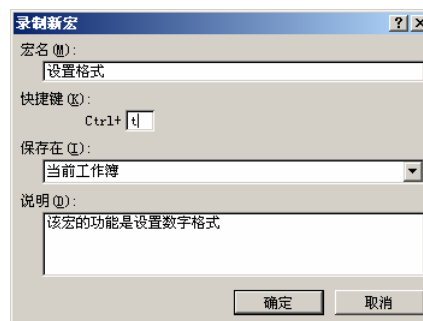 录制新宏
宏名(M):
设置格式
快捷键(K):
Ctrl+ t
保存在(I):
当前工作簿
说明(D):
该宏的功能是设置数字格式
确定 取消